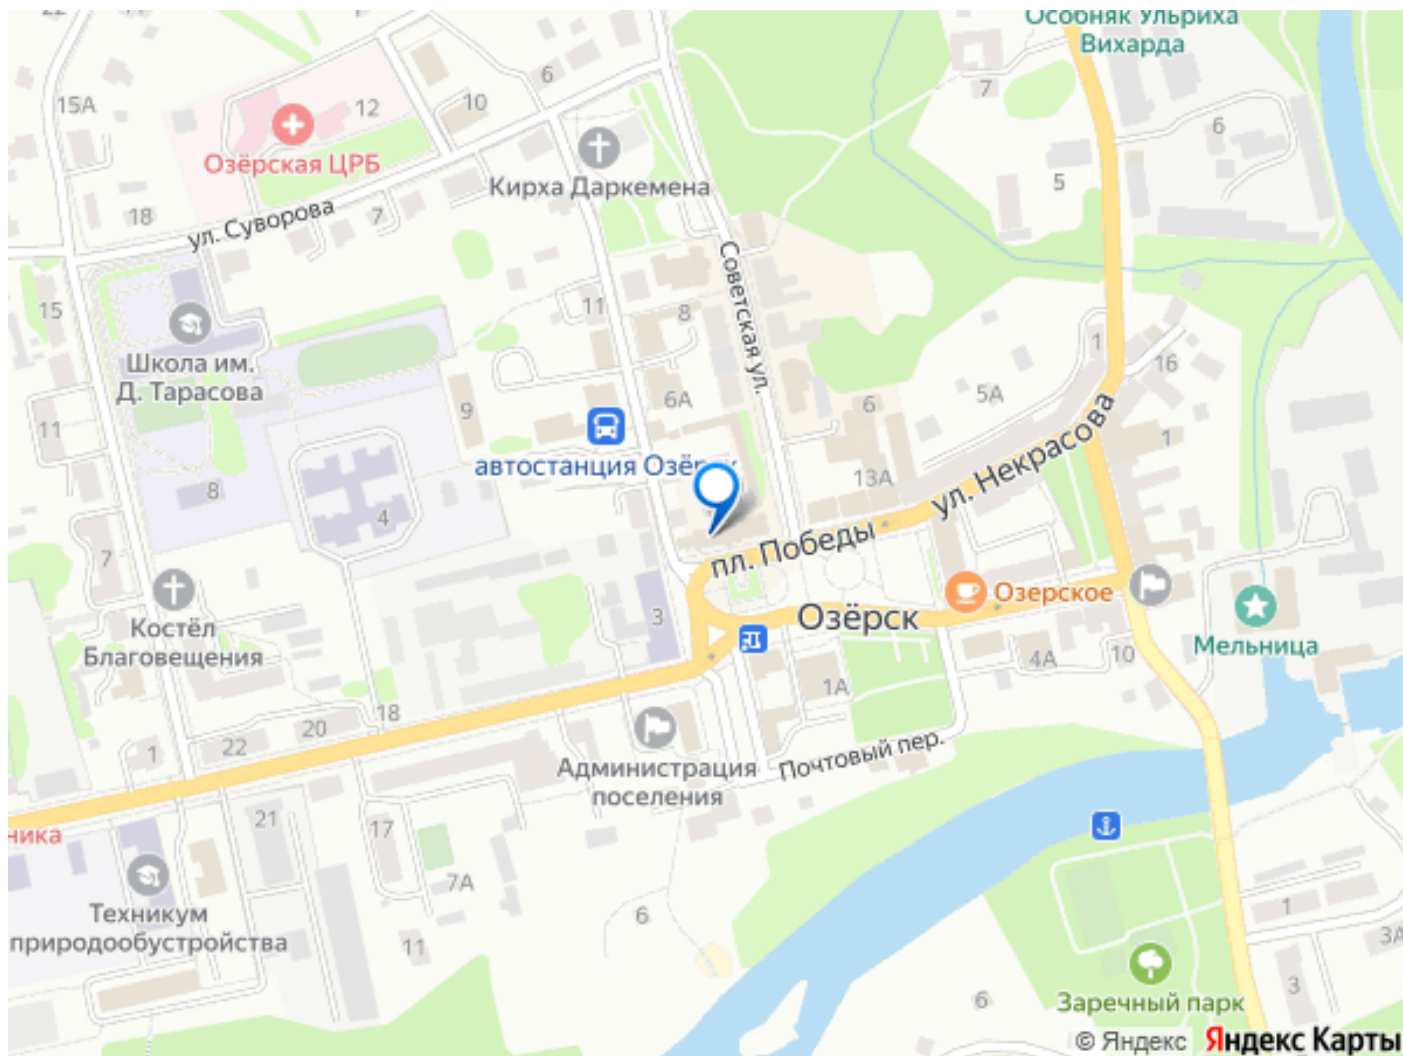 Особняк Ульриха
Вихарда
15А
12
10
6
7
6
Озёрская ЦРБ
Кирха Даркемена
5
18
7
ул. Суворова
Советская ул.
15
11
8
Школа им.
Д. Тарасова
1
16
6А
6
5А
9
11
1
автостанция Озёрск
13А
ул. Некрасова
8
4
пл. Победы
7
3
Озёрск
Озерское
Костёл
Благовещения
Мельница
4А
10
1А
18
20
22
1
Почтовый пер.
Администрация
поселения
21
17
ника
7А
Техникум
природообустройства
6
11
1
3А
3
6
Заречный парк
© Яндекс Яндекс Карты